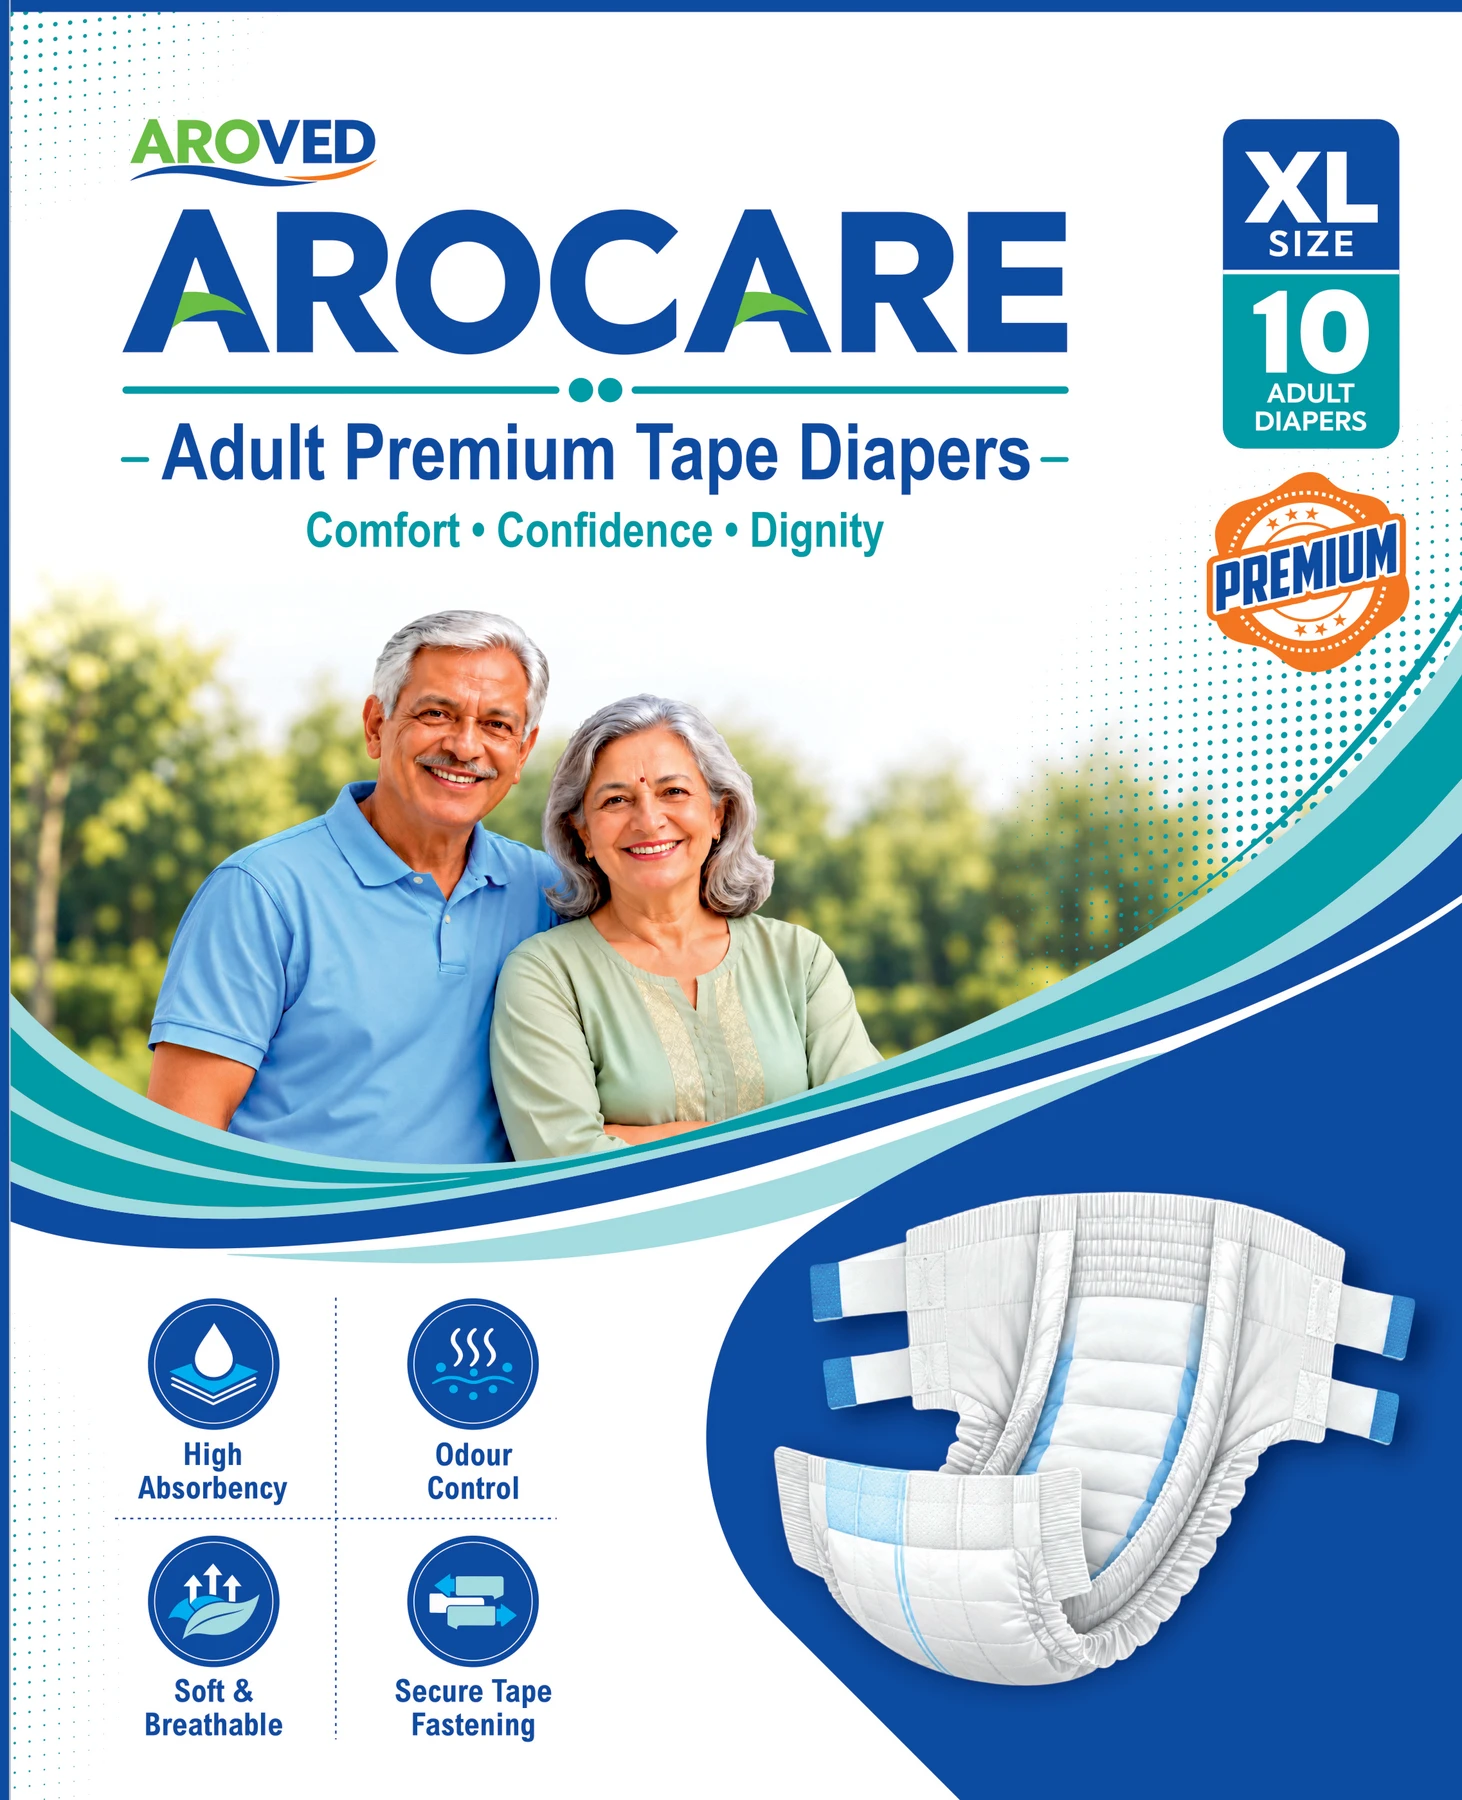 AROVED
AROCARE
Adult Premium Tape Diapers
Comfort • Confidence • Dignity
XL
SIZE
10
ADULT
DIAPERS
PREMIUM
High
Absorbency
Odour
Control
Soft &
Breathable
Secure Tape
Fastening